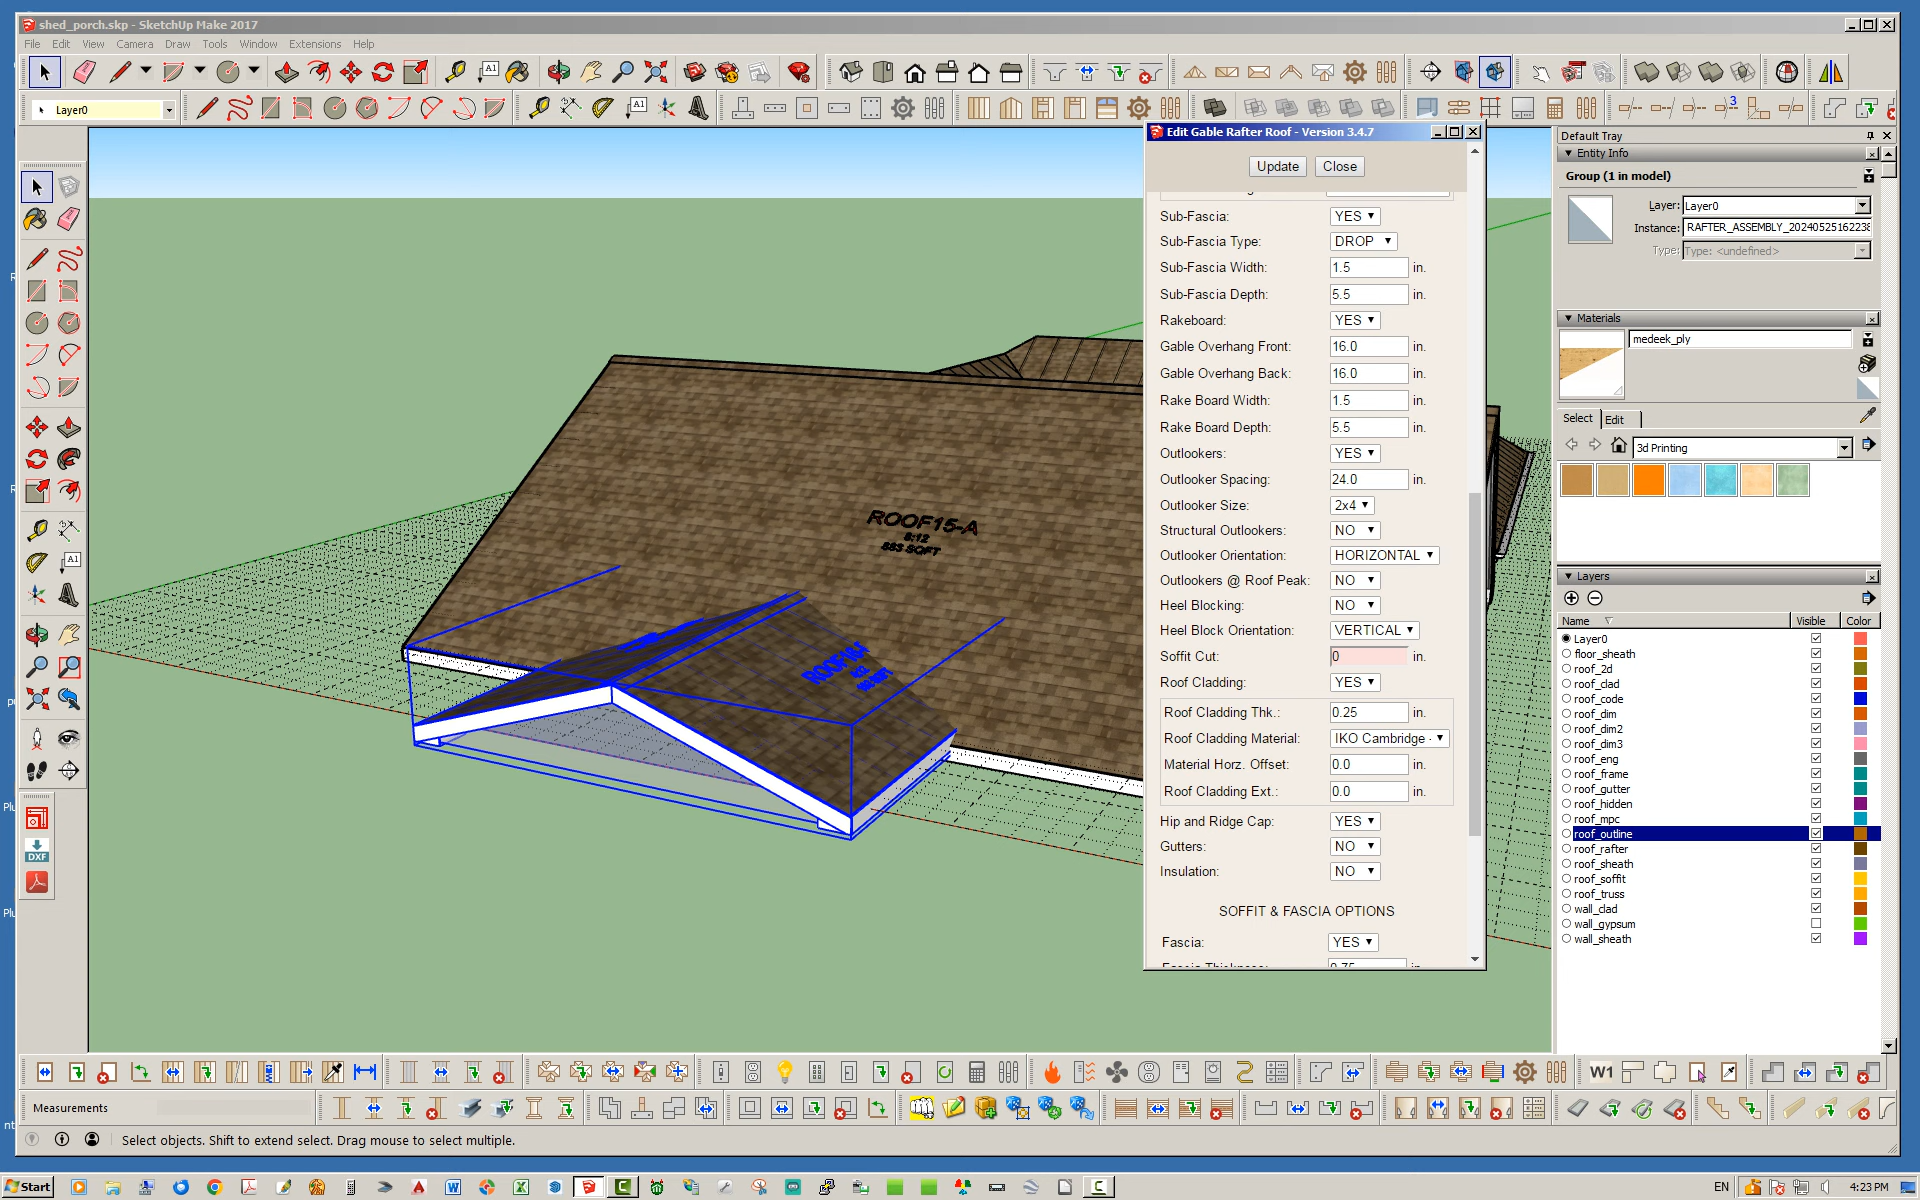 shed_porch.skp - SketchUp Make 2017
File Edit View Camera Draw Tools Window Extensions Help
Layer0
Edit Gable Rafter Roof - Version 3.4.7
Update Close
Sub-Fascia: YES
Sub-Fascia Type: DROP
Sub-Fascia Width: 1.5 in.
Sub-Fascia Depth: 5.5 in.
Rakeboard: YES
Gable Overhang Front: 16.0 in.
Gable Overhang Back: 16.0 in.
Rake Board Width: 1.5 in.
Rake Board Depth: 5.5 in.
Outlookers: YES
Outlooker Spacing: 24.0 in.
Outlooker Size: 2x4
Structural Outlookers: NO
Outlooker Orientation: HORIZONTAL
Outlookers @ Roof Peak: NO
Heel Blocking: NO
Heel Block Orientation: VERTICAL
Soffit Cut: 0 in.
Roof Cladding: YES
Roof Cladding Thk.: 0.25 in.
Roof Cladding Material: IKO Cambridge -
Material Horz. Offset: 0.0 in.
Roof Cladding Ext.: 0.0 in.
Hip and Ridge Cap: YES
Gutters: NO
Insulation: NO
SOFFIT & FASCIA OPTIONS
Fascia: YES
ROOF15-A
8:12
583 SQFT
Default Tray
Entity Info
Group (1 in model)
Layer: Layer0
Instance: RAFTER_ASSEMBLY_2024052516223
Type: Type: <undefined>
Materials
medeek_ply
Select Edit
3d Printing
Layers
Name Visible Color
Layer0
floor_sheath
roof_2d
roof_clad
roof_code
roof_dim
roof_dim2
roof_dim3
roof_eng
roof_frame
roof_gutter
roof_hidden
roof_mpc
roof_outline
roof_rafter
roof_sheath
roof_soffit
roof_truss
wall_clad
wall_gypsum
wall_sheath
DXF
W1
Measurements
Select objects. Shift to extend select. Drag mouse to select multiple.
Start
EN
4:23 PM